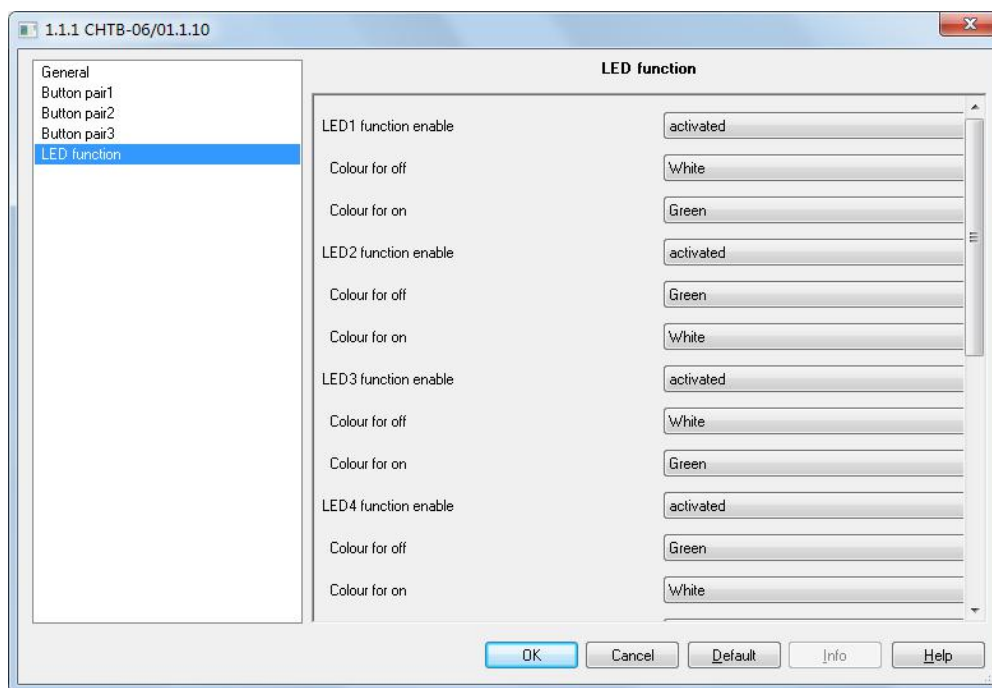 1.1.1 CHTB-06/01.1.10
General
Button pair1
Button pair2
Button pair3
LED function
LED function
LED1 function enable activated
Colour for off White
Colour for on Green
LED2 function enable activated
Colour for off Green
Colour for on White
LED3 function enable activated
Colour for off White
Colour for on Green
LED4 function enable activated
Colour for off Green
Colour for on White
OK Cancel Default Info Help